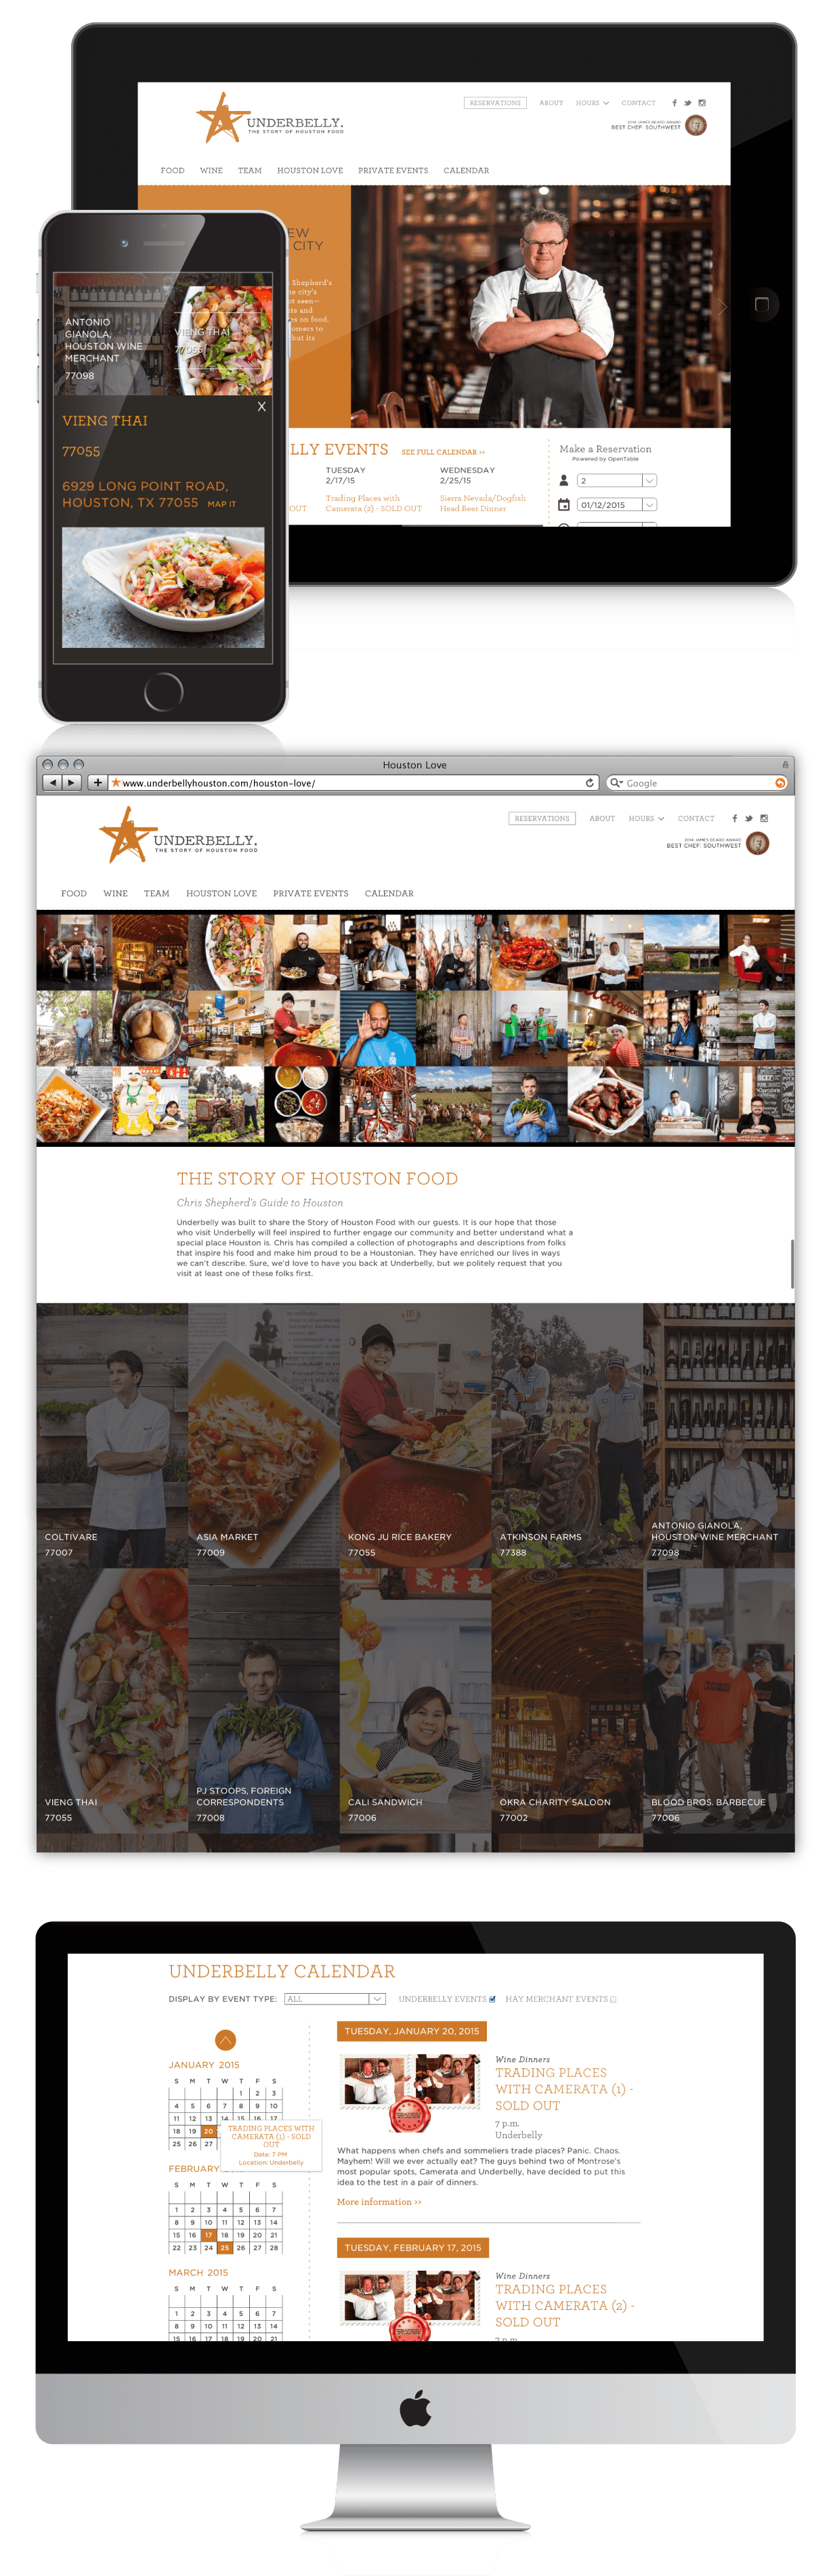 RESERVATIONS ABOUT HOURS CONTACT
UNDERBELLY.
THE STORY OF HOUSTON FOOD
2014 JAMES BEARD AWARD
BEST CHEF: SOUTHWEST
FOOD WINE TEAM HOUSTON LOVE PRIVATE EVENTS CALENDAR
EW
CITY
Shepherd's
e city's
t seen—
ts and
s on food.
omers to
but its
LLY EVENTS SEE FULL CALENDAR >>
TUESDAY
2/17/15
Trading Places with
Camerata (2) - SOLD OUT
OUT
WEDNESDAY
2/25/15
Sierra Nevada/Dogfish
Head Beer Dinner
Make a Reservation
Powered by OpenTable
2
01/12/2015
ANTONIO
GIANOLA,
HOUSTON WINE
MERCHANT
77098
VIENG THAI
77055
X
VIENG THAI
77055
6929 LONG POINT ROAD,
HOUSTON, TX 77055 MAP IT
Houston Love
www.underbellyhouston.com/houston-love/
Google
RESERVATIONS ABOUT HOURS CONTACT
UNDERBELLY.
THE STORY OF HOUSTON FOOD
2014 JAMES BEARD AWARD
BEST CHEF: SOUTHWEST
FOOD WINE TEAM HOUSTON LOVE PRIVATE EVENTS CALENDAR
THE STORY OF HOUSTON FOOD
Chris Shepherd's Guide to Houston
Underbelly was built to share the Story of Houston Food with our guests. It is our hope that those
who visit Underbelly will feel inspired to further engage our community and better understand what a
special place Houston is. Chris has compiled a collection of photographs and descriptions from folks
that inspire his food and make him proud to be a Houstonian. They have enriched our lives in ways
we can't describe. Sure, we'd love to have you back at Underbelly, but we politely request that you
visit at least one of these folks first.
COLTIVARE
77007
ASIA MARKET
77009
KONG JU RICE BAKERY
77055
ATKINSON FARMS
77388
ANTONIO GIANOLA,
HOUSTON WINE MERCHANT
77098
VIENG THAI
77055
PJ STOOPS, FOREIGN
CORRESPONDENTS
77008
CALI SANDWICH
77006
OKRA CHARITY SALOON
77002
BLOOD BROS. BARBECUE
77006
UNDERBELLY CALENDAR
DISPLAY BY EVENT TYPE: ALL UNDERBELLY EVENTS HAY MERCHANT EVENTS
JANUARY 2015
S M T W T F S
1 2 3
4 5 6 7 8 9 10
11 12 13 14 15 16 17
18 19 20
25 26 27
TRADING PLACES WITH
CAMERATA (1) - SOLD
OUT
Date: 7 PM
Location: Underbelly
FEBRUARY
S M T W T F S
1 2 3 4 5 6 7
8 9 10 11 12 13 14
15 16 17 18 19 20 21
22 23 24 25 26 27 28
MARCH 2015
S M T W T F S
1 2 3 4 5 6 7
8 9 10 11 12 13 14
15 16 17 18 19 20 21
TUESDAY, JANUARY 20, 2015
Wine Dinners
TRADING PLACES
WITH CAMERATA (1) -
SOLD OUT
7 p.m.
Underbelly
What happens when chefs and sommeliers trade places? Panic. Chaos.
Mayhem! Will we ever actually eat? The guys behind two of Montrose's
most popular spots, Camerata and Underbelly, have decided to put this
idea to the test in a pair of dinners.
More information >>
TUESDAY, FEBRUARY 17, 2015
Wine Dinners
TRADING PLACES
WITH CAMERATA (2) -
SOLD OUT
7 p.m.